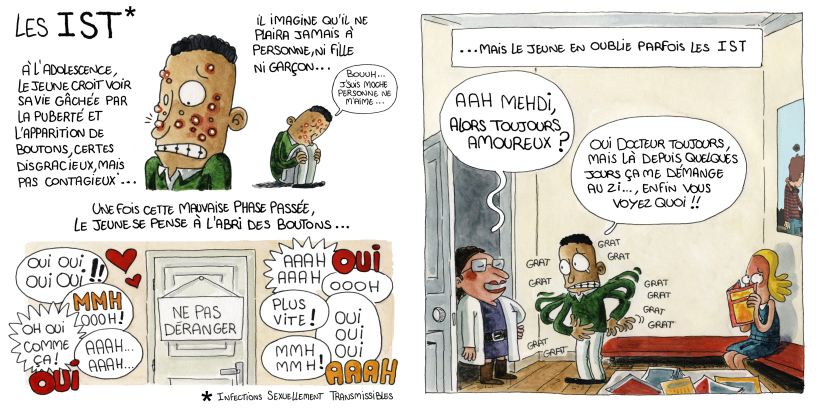 LES IST*
À L'ADOLESCENCE,
LE JEUNE CROIT VOIR
SA VIE GÂCHÉE PAR
LA PUBERTÉ ET
L'APPARITION DE
BOUTONS, CERTES
DISGRACIEUX, MAIS
PAS CONTAGIEUX...
IL IMAGINE QU'IL NE
PLAIRA JAMAIS À
PERSONNE, NI FILLE
NI GARÇON...
BOUUH...
J'SUIS MOCHE
PERSONNE NE
M'AIME...
UNE FOIS CETTE MAUVAISE PHASE PASSÉE,
LE JEUNE SE PENSE À L'ABRI DES BOUTONS...
OUI OUI
OUI OUI!!
MMH
OOOH!
OH OUI
COMME
ÇA!
AAAH...
AAAH...
OUI
NE PAS
DÉRANGER
AAAH
AAAH
OUI
OOOH
PLUS
VITE!
OUI
OUI
OUI
MMH
MMH!
AAAH
* INFECTIONS SEXUELLEMENT TRANSMISSIBLES
...MAIS LE JEUNE EN OUBLIE PARFOIS LES IST
AAH MEHDI,
ALORS TOUJOURS
AMOUREUX?
OUI DOCTEUR TOUJOURS,
MAIS LÀ DEPUIS QUELQUES
JOURS ÇA ME DÉMANGE
AU ZI..., ENFIN VOUS
VOYEZ QUOI!!
GRAT
GRAT
GRAT
GRAT
GRAT
GRAT
GRAT
GRAT
GRAT
GRAT